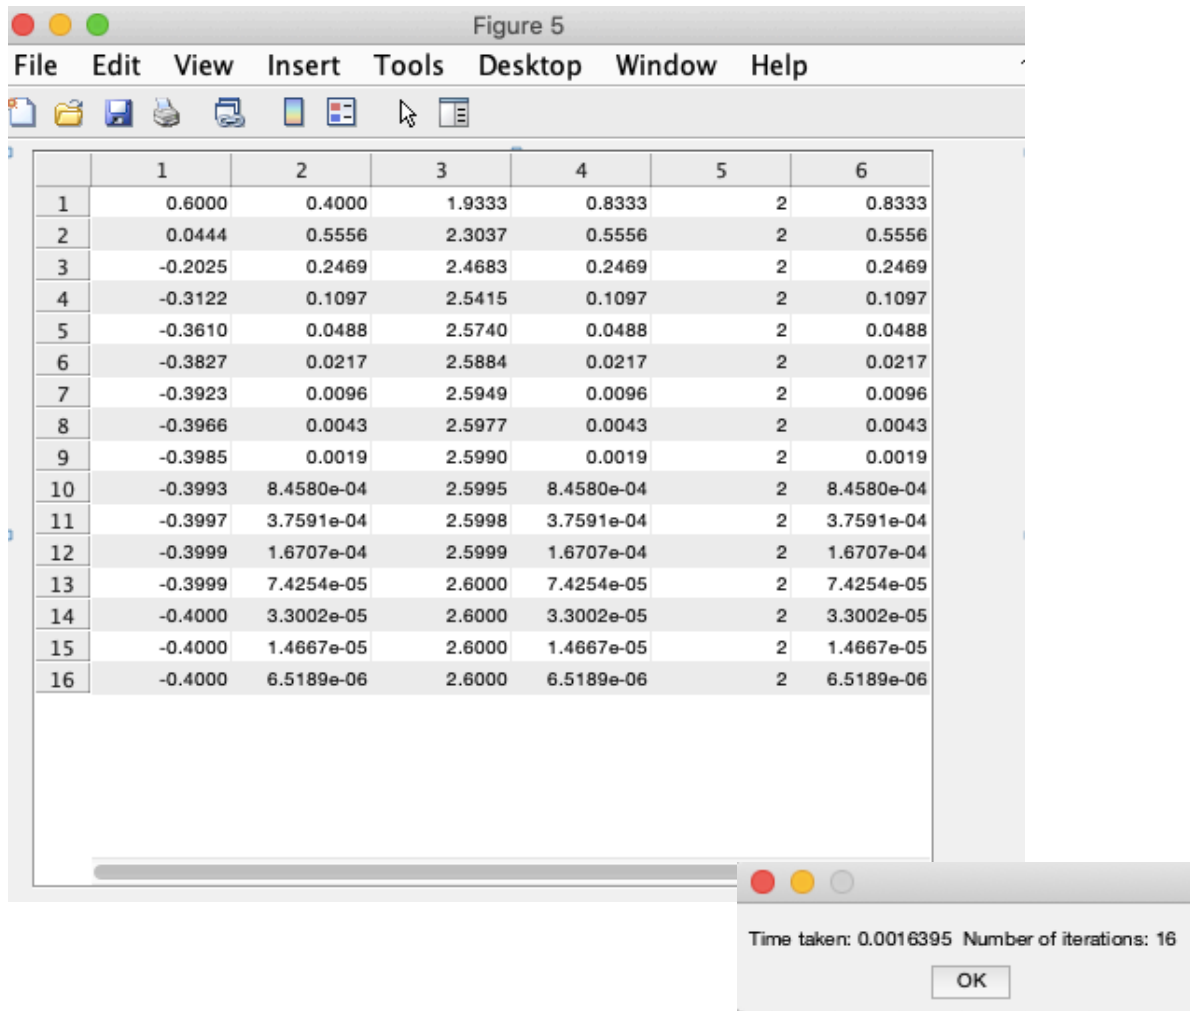 Figure 5
File Edit View Insert Tools Desktop Window Help
1 2 3 4 5 6
1 0.6000 0.4000 1.9333 0.8333 2 0.8333
2 0.0444 0.5556 2.3037 0.5556 2 0.5556
3 -0.2025 0.2469 2.4683 0.2469 2 0.2469
4 -0.3122 0.1097 2.5415 0.1097 2 0.1097
5 -0.3610 0.0488 2.5740 0.0488 2 0.0488
6 -0.3827 0.0217 2.5884 0.0217 2 0.0217
7 -0.3923 0.0096 2.5949 0.0096 2 0.0096
8 -0.3966 0.0043 2.5977 0.0043 2 0.0043
9 -0.3985 0.0019 2.5990 0.0019 2 0.0019
10 -0.3993 8.4580e-04 2.5995 8.4580e-04 2 8.4580e-04
11 -0.3997 3.7591e-04 2.5998 3.7591e-04 2 3.7591e-04
12 -0.3999 1.6707e-04 2.5999 1.6707e-04 2 1.6707e-04
13 -0.3999 7.4254e-05 2.6000 7.4254e-05 2 7.4254e-05
14 -0.4000 3.3002e-05 2.6000 3.3002e-05 2 3.3002e-05
15 -0.4000 1.4667e-05 2.6000 1.4667e-05 2 1.4667e-05
16 -0.4000 6.5189e-06 2.6000 6.5189e-06 2 6.5189e-06
Time taken: 0.0016395 Number of iterations: 16
OK